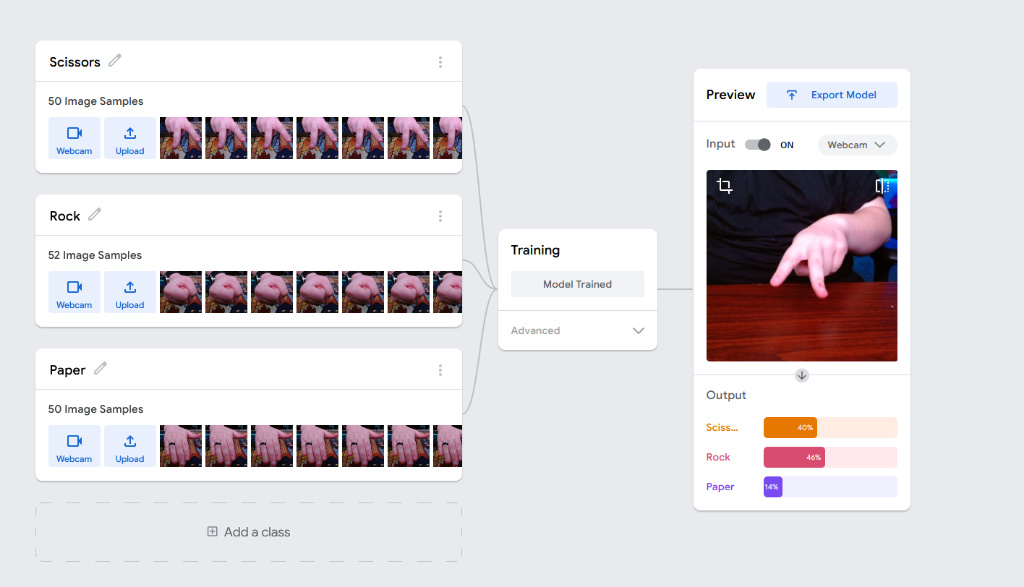 Scissors
50 Image Samples
Webcam
Upload
Rock
52 Image Samples
Webcam
Upload
Paper
50 Image Samples
Webcam
Upload
Add a class
Training
Model Trained
Advanced
Preview
Export Model
Input
ON
Webcam
Output
Sciss... 40%
Rock 46%
Paper 14%